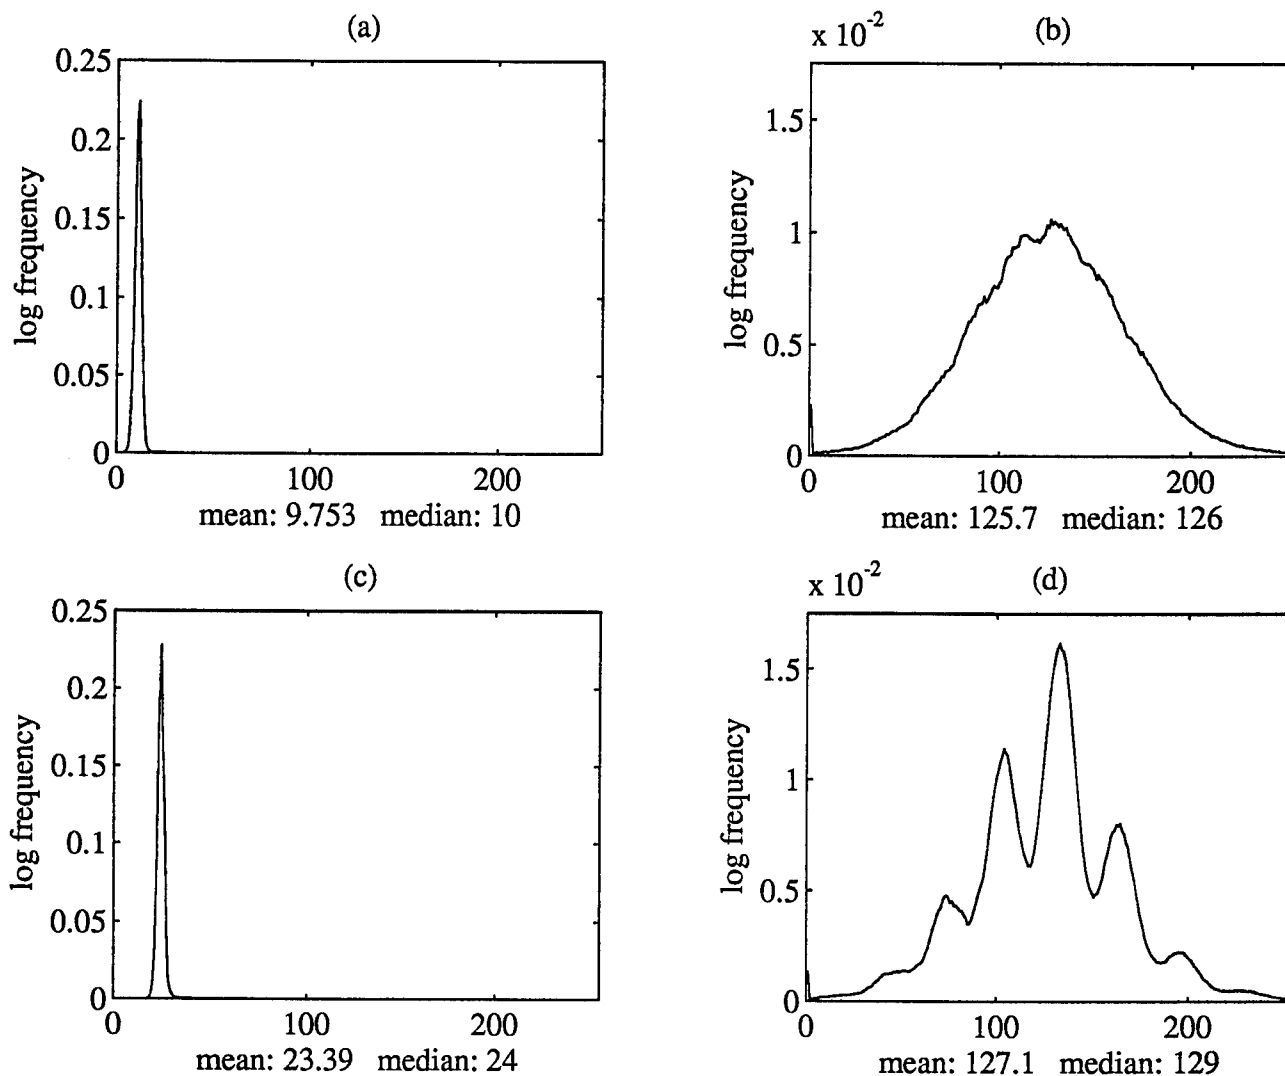 (a)
0.25
0.2
0.15
0.1
0.05
0
log frequency
0 100 200
mean: 9.753 median: 10
x 10-2
(b)
1.5
1
0.5
0
log frequency
0 100 200
mean: 125.7 median: 126
(c)
0.25
0.2
0.15
0.1
0.05
0
log frequency
0 100 200
mean: 23.39 median: 24
x 10-2
(d)
1.5
1
0.5
0
log frequency
0 100 200
mean: 127.1 median: 129